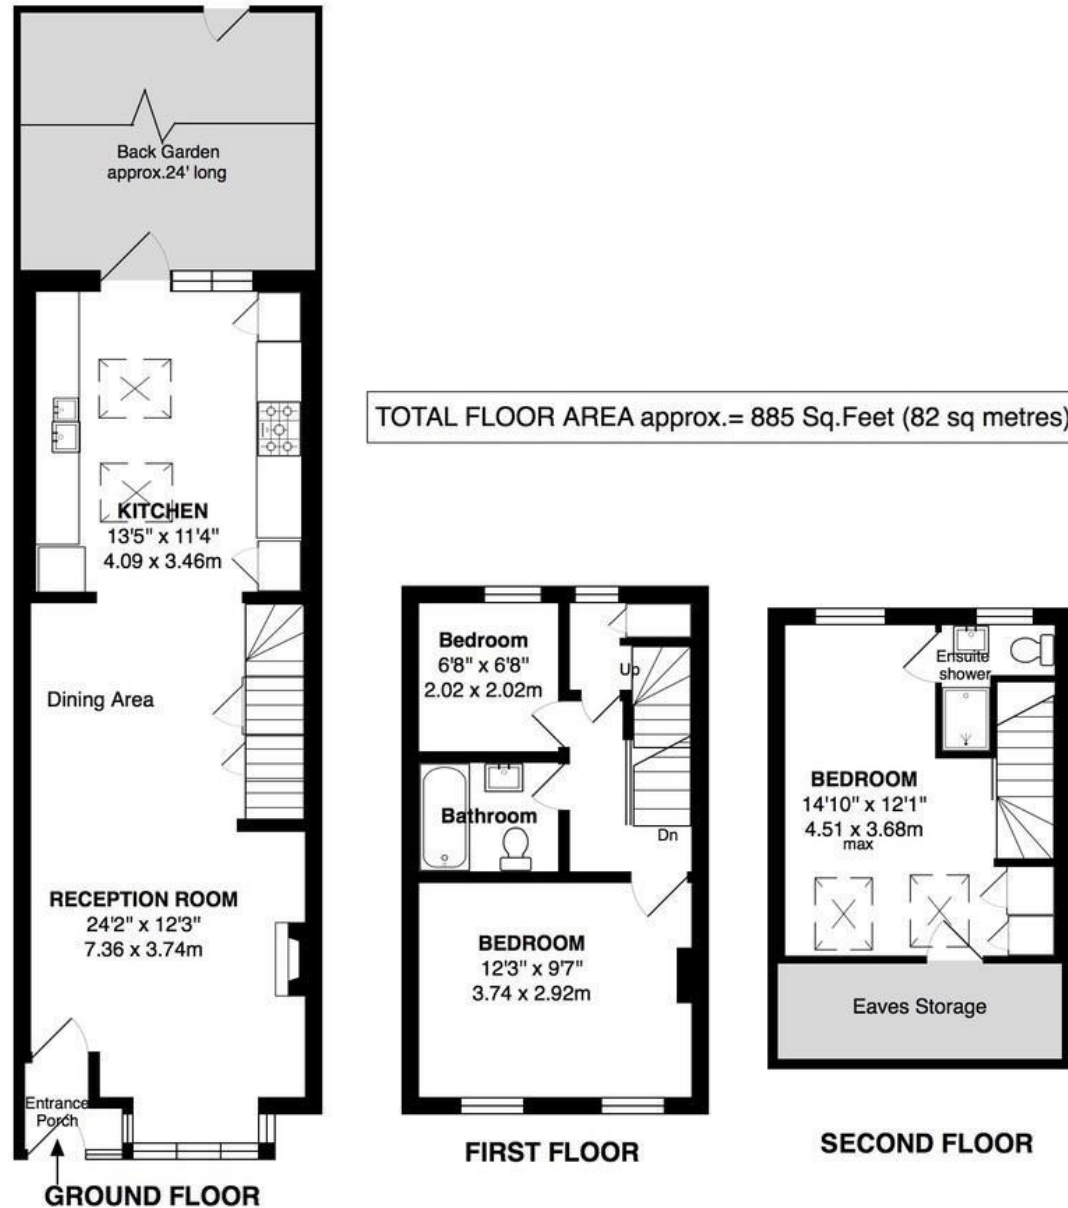 Back Garden
approx.24' long
KITCHEN
13'5" x 11'4"
4.09 x 3.46m
Dining Area
RECEPTION ROOM
24'2" x 12'3"
7.36 x 3.74m
Entrance
Porch
GROUND FLOOR
TOTAL FLOOR AREA approx.= 885 Sq.Feet (82 sq metres)
Bedroom
6'8" x 6'8"
2.02 x 2.02m
Up
Bathroom
Dn
BEDROOM
12'3" x 9'7"
3.74 x 2.92m
FIRST FLOOR
Ensuite
shower
BEDROOM
14'10" x 12'1"
4.51 x 3.68m
max
Eaves Storage
SECOND FLOOR